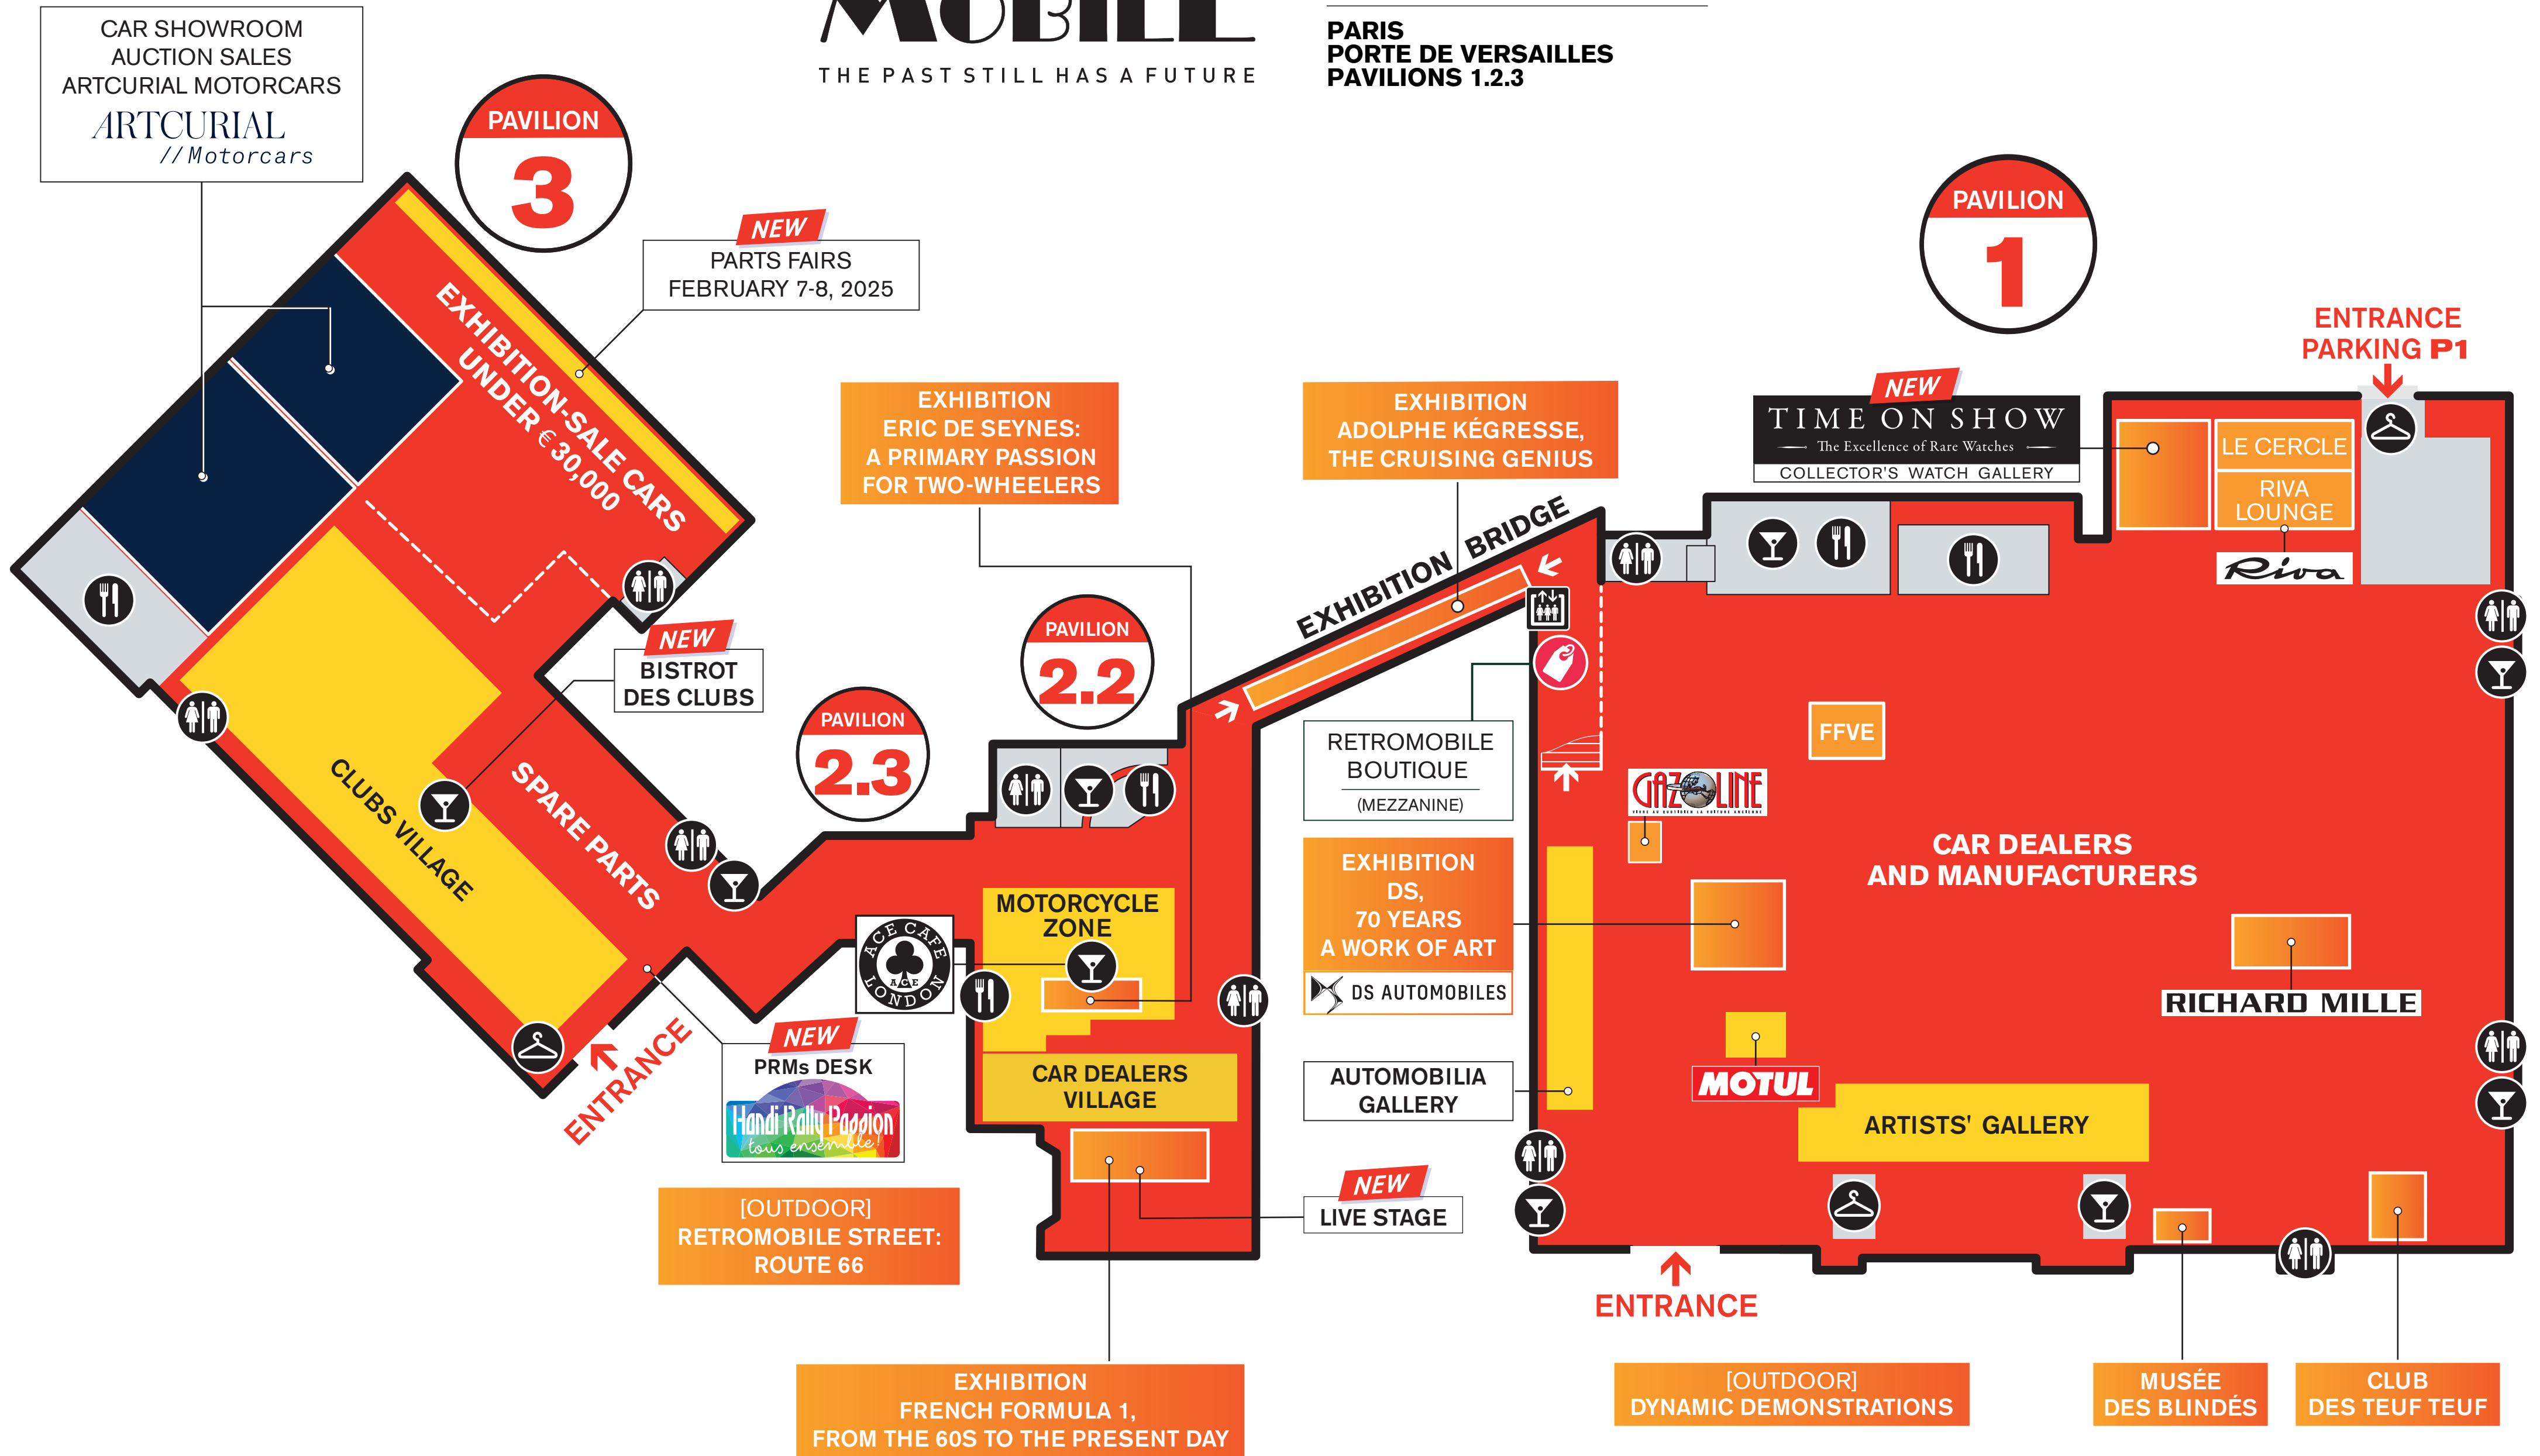 MOBILE
THE PAST STILL HAS A FUTURE
PARIS
PORTE DE VERSAILLES
PAVILIONS 1.2.3
CAR SHOWROOM
AUCTION SALES
ARTCURIAL MOTORCARS
ARTCURIAL
// Motorcars
PAVILION
3
NEW
PARTS FAIRS
FEBRUARY 7-8, 2025
EXHIBITION-SALE CARS
UNDER € 30,000
NEW
BISTROT
DES CLUBS
CLUBS VILLAGE
SPARE PARTS
ENTRANCE
NEW
PRMs DESK
Handi Rally Passion
tous ensemble!
[OUTDOOR]
RETROMOBILE STREET:
ROUTE 66
PAVILION
2.3
PAVILION
2.2
EXHIBITION
ERIC DE SEYNES:
A PRIMARY PASSION
FOR TWO-WHEELERS
ACE CAFE
ACE
LONDON
MOTORCYCLE
ZONE
CAR DEALERS
VILLAGE
NEW
LIVE STAGE
EXHIBITION
FRENCH FORMULA 1,
FROM THE 60S TO THE PRESENT DAY
EXHIBITION
ADOLPHE KÉGRESSE,
THE CRUISING GENIUS
EXHIBITION BRIDGE
RETROMOBILE
BOUTIQUE
(MEZZANINE)
EXHIBITION
DS,
70 YEARS
A WORK OF ART
DS AUTOMOBILES
AUTOMOBILIA
GALLERY
PAVILION
1
ENTRANCE
PARKING P1
NEW
TIME ON SHOW
The Excellence of Rare Watches
COLLECTOR'S WATCH GALLERY
LE CERCLE
RIVA
LOUNGE
Riva
FFVE
GAZOLINE
CAR DEALERS
AND MANUFACTURERS
RICHARD MILLE
MOTUL
ARTISTS' GALLERY
ENTRANCE
[OUTDOOR]
DYNAMIC DEMONSTRATIONS
MUSÉE
DES BLINDÉS
CLUB
DES TEUF TEUF